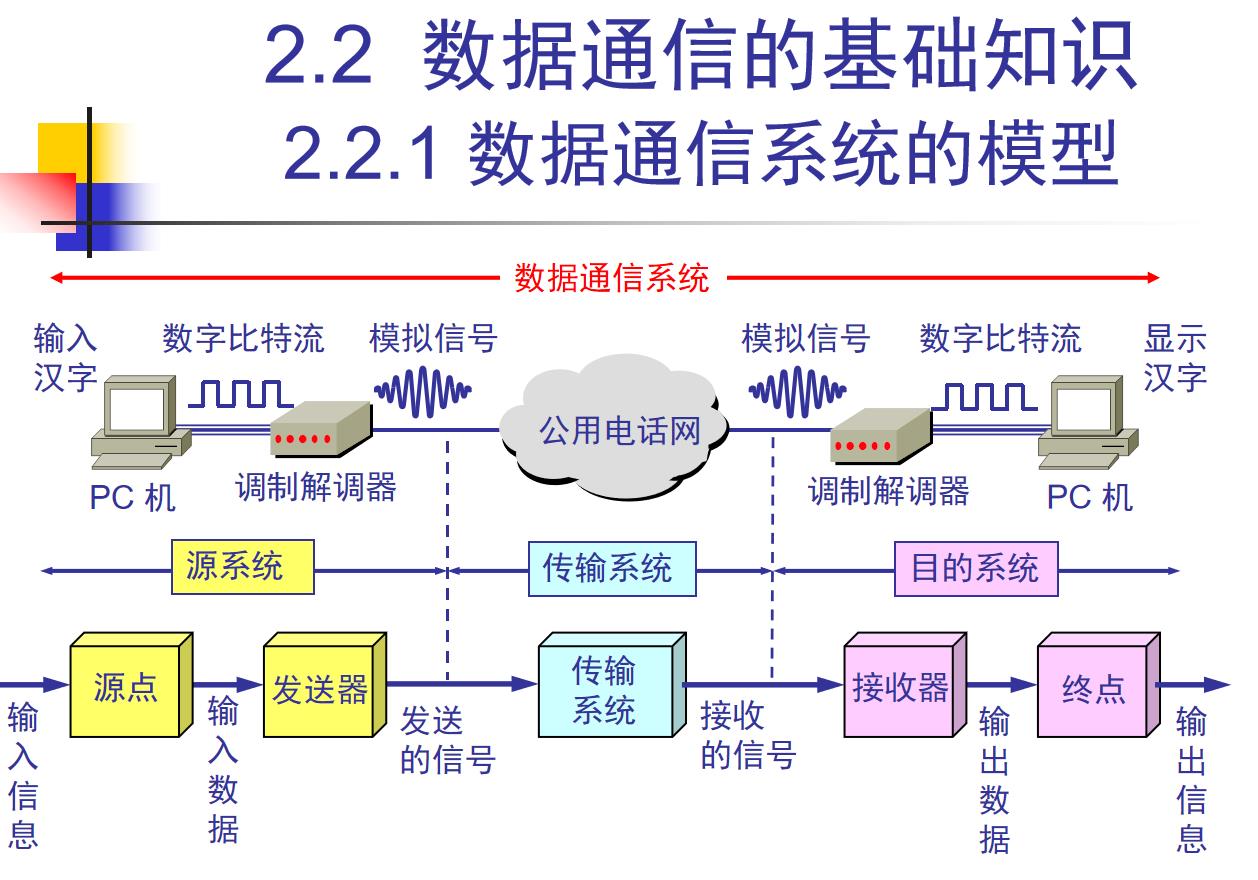 2.2 数据通信的基础知识
2.2.1 数据通信系统的模型
数据通信系统
输入
汉字
数字比特流
模拟信号
模拟信号
数字比特流
显示
汉字
公用电话网
PC 机
调制解调器
调制解调器
PC 机
源系统
传输系统
目的系统
源点
发送器
传输
系统
接收器
终点
输入信息
输入数据
发送
的信号
接收
的信号
输出数据
输出信息